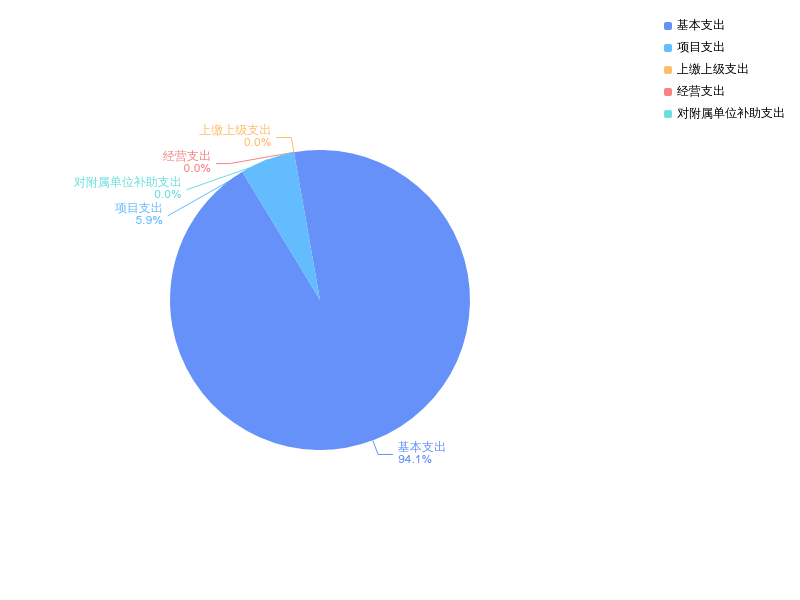 基本支出
项目支出
上缴上级支出
经营支出
对附属单位补助支出
上缴上级支出
0.0%
经营支出
0.0%
对附属单位补助支出
0.0%
项目支出
5.9%
基本支出
94.1%